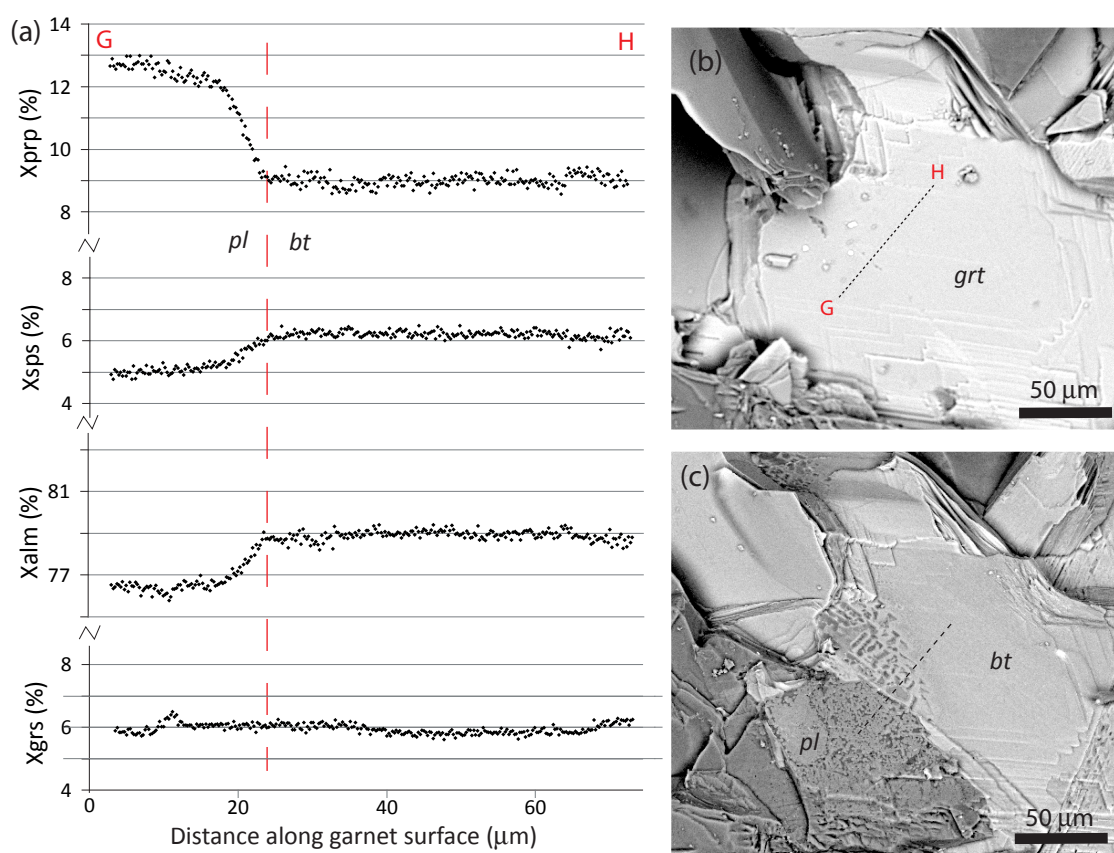 (a)
G
H
14
12
10
8
Xprp (%)
pl
bt
8
6
4
Xsps (%)
81
77
Xalm (%)
8
6
4
Xgrs (%)
0
20
40
60
Distance along garnet surface (μm)
(b)
H
G
grt
50 μm
(c)
bt
pl
50 μm